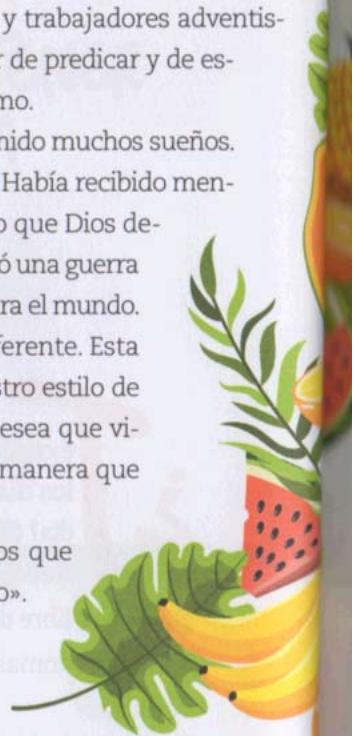 y trabajadores adventis-
r de predicar y de es-
mo.
nido muchos sueños.
Había recibido men-
o que Dios de-
ó una guerra
ra el mundo.
ferente. Esta
stro estilo de
esea que vi-
manera que
os que
o».